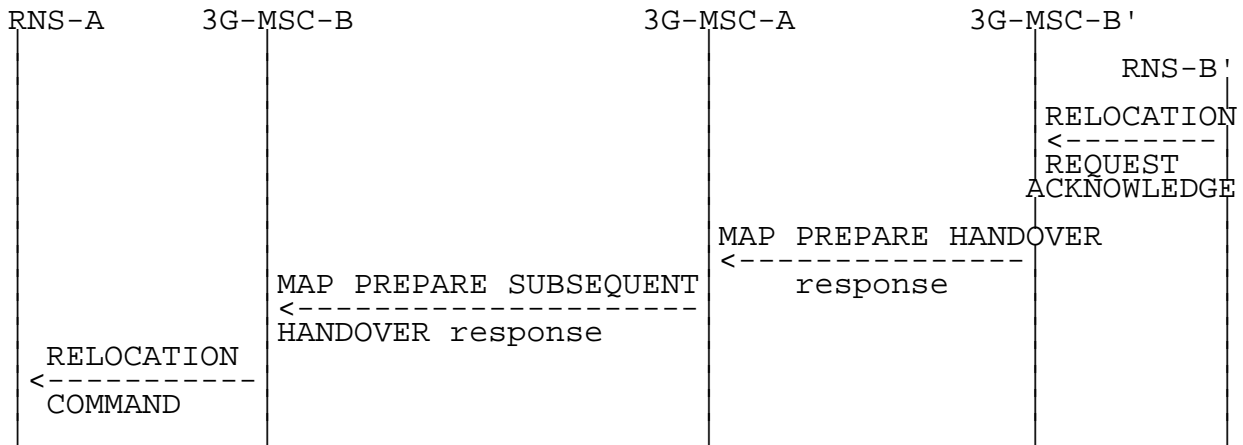 RNS-A 3G-MSC-B 3G-MSC-A 3G-MSC-B'
RNS-B'
RELOCATION
<--------
REQUEST
ACKNOWLEDGE
MAP PREPARE HANDOVER
<---------------
response
MAP PREPARE SUBSEQUENT
<---------------------
HANDOVER response
RELOCATION
<-----------
COMMAND